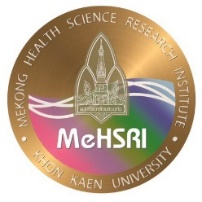 MEKONG HEALTH SCIENCE RESEARCH INSTITUTE
MeHSRI
KHON KAEN UNIVERSITY